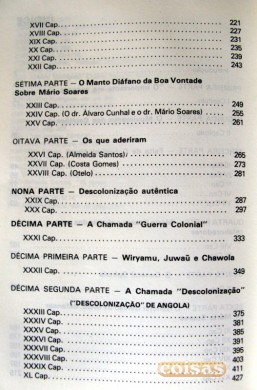 XVII Cap. 221
XVIII Cap. 227
XIX Cap. 231
XX Cap. 235
XXI Cap. 239
XXII Cap. 243
SÉTIMA PARTE — O Manto Diáfano da Boa Vontade
Sobre Mário Soares
XXIII Cap. 249
XXIV Cap. (O dr. Álvaro Cunhal e o dr. Mário Soares) 255
XXV Cap. 261
OITAVA PARTE — Os que aderiram
XXVI Cap. (Almeida Santos) 265
XXVII Cap. (Costa Gomes) 273
XXVIII Cap. (Otelo) 281
NONA PARTE — Descolonização autêntica
XXIX Cap. 287
XXX Cap. 297
DÉCIMA PARTE — A Chamada "Guerra Colonial"
XXXI Cap. 333
DÉCIMA PRIMEIRA PARTE — Wiryamu, Juwaü e Chawola
XXXII Cap. 349
DÉCIMA SEGUNDA PARTE — A Chamada "Descolonização"
("DESCOLONIZAÇÃO" DE ANGOLA)
XXXIII Cap. 375
XXXIV Cap. 381
XXXV Cap. 385
XXXVI Cap. 389
XXXVII Cap. 395
XXXVIII Cap. 403
XXXIX Cap. 411
XL Cap. 427
coisas